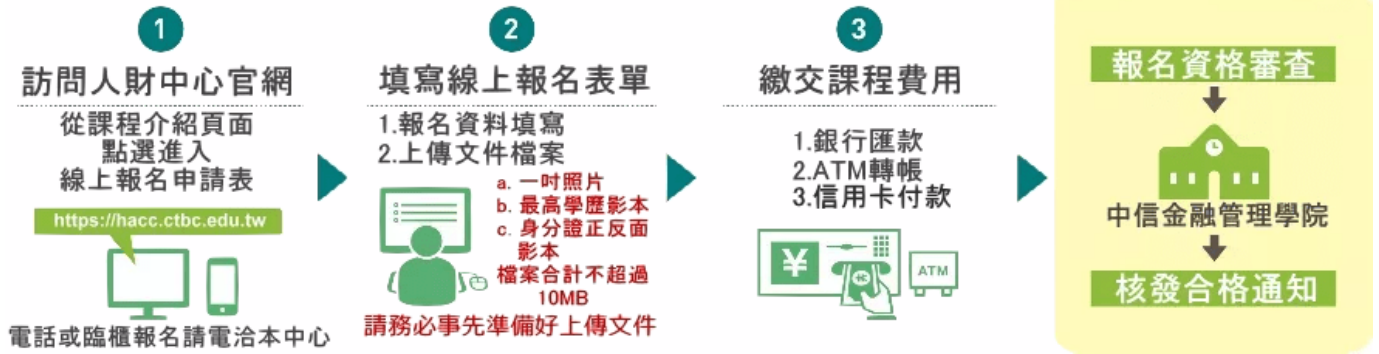 1
訪問人財中心官網
從課程介紹頁面
點選進入
線上報名申請表
https://hacc.ctbc.edu.tw
電話或臨櫃報名請電洽本中心
2
填寫線上報名表單
1.報名資料填寫
2.上傳文件檔案
a. 一吋照片
b. 最高學歷影本
c. 身分證正反面
影本
檔案合計不超過
10MB
請務必事先準備好上傳文件
3
繳交課程費用
1.銀行匯款
2.ATM轉帳
3.信用卡付款
¥
ATM
報名資格審查
中信金融管理學院
核發合格通知